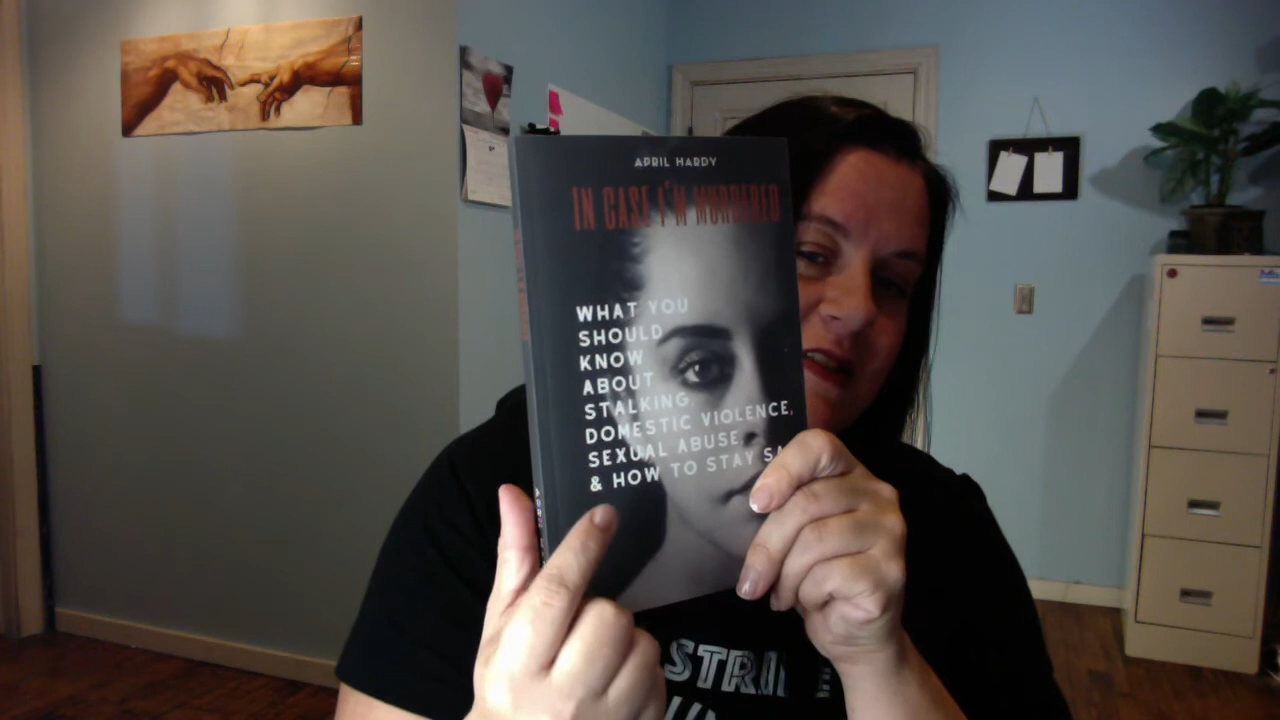 APRIL HARDY
IN CASE I'M MURDERED
WHAT YOU
SHOULD
KNOW
ABOUT
STALKING,
DOMESTIC VIOLENCE,
SEXUAL ABUSE,
& HOW TO STAY